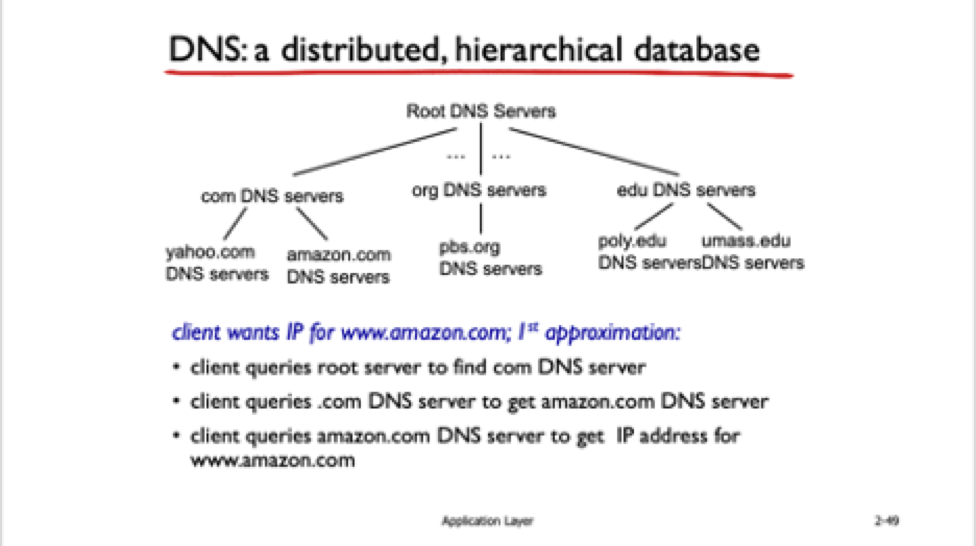 DNS: a distributed, hierarchical database
Root DNS Servers
... ...
com DNS servers
org DNS servers
edu DNS servers
yahoo.com
DNS servers
amazon.com
DNS servers
pbs.org
DNS servers
poly.edu
DNS servers
umass.edu
DNS servers
client wants IP for www.amazon.com; 1st approximation:
• client queries root server to find com DNS server
• client queries .com DNS server to get amazon.com DNS server
• client queries amazon.com DNS server to get IP address for
www.amazon.com
Application Layer
2-49